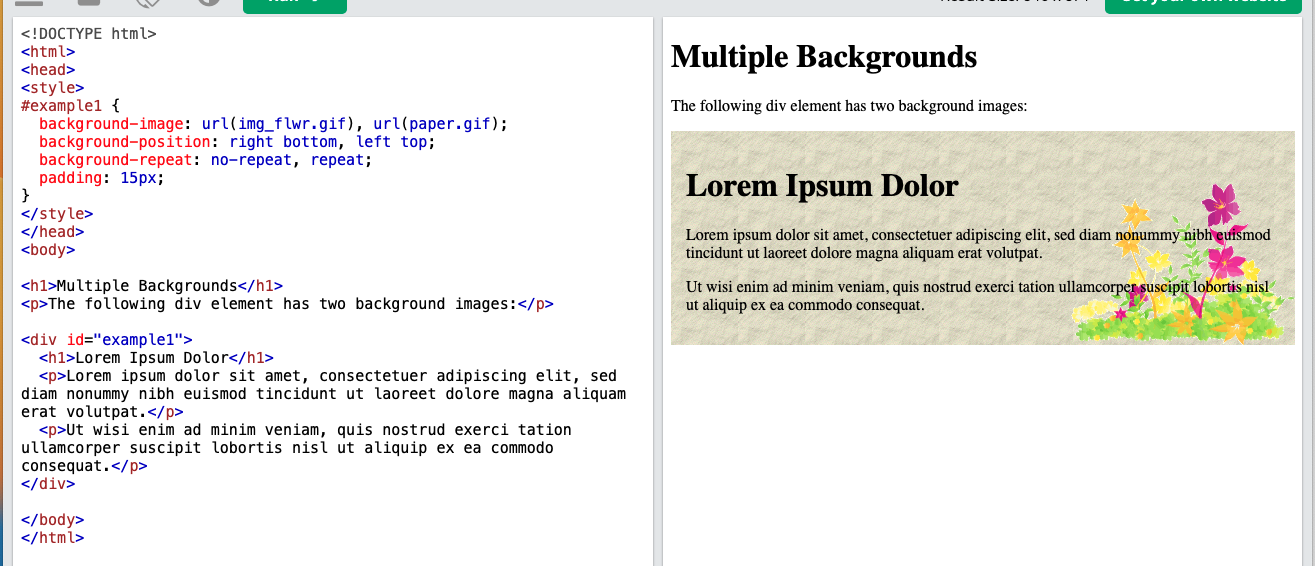 <!DOCTYPE html>
<html>
<head>
<style>
#example1 {
  background-image: url(img_flwr.gif), url(paper.gif);
  background-position: right bottom, left top;
  background-repeat: no-repeat, repeat;
  padding: 15px;
}
</style>
</head>
<body>

<h1>Multiple Backgrounds</h1>
<p>The following div element has two background images:</p>

<div id="example1">
  <h1>Lorem Ipsum Dolor</h1>
  <p>Lorem ipsum dolor sit amet, consectetuer adipiscing elit, sed
diam nonummy nibh euismod tincidunt ut laoreet dolore magna aliquam
erat volutpat.</p>
  <p>Ut wisi enim ad minim veniam, quis nostrud exerci tation
ullamcorper suscipit lobortis nisl ut aliquip ex ea commodo
consequat.</p>
</div>

</body>
</html>
Multiple Backgrounds
The following div element has two background images:
Lorem Ipsum Dolor
Lorem ipsum dolor sit amet, consectetuer adipiscing elit, sed diam nonummy nibh euismod
tincidunt ut laoreet dolore magna aliquam erat volutpat.
Ut wisi enim ad minim veniam, quis nostrud exerci tation ullamcorper suscipit lobortis nisl
ut aliquip ex ea commodo consequat.